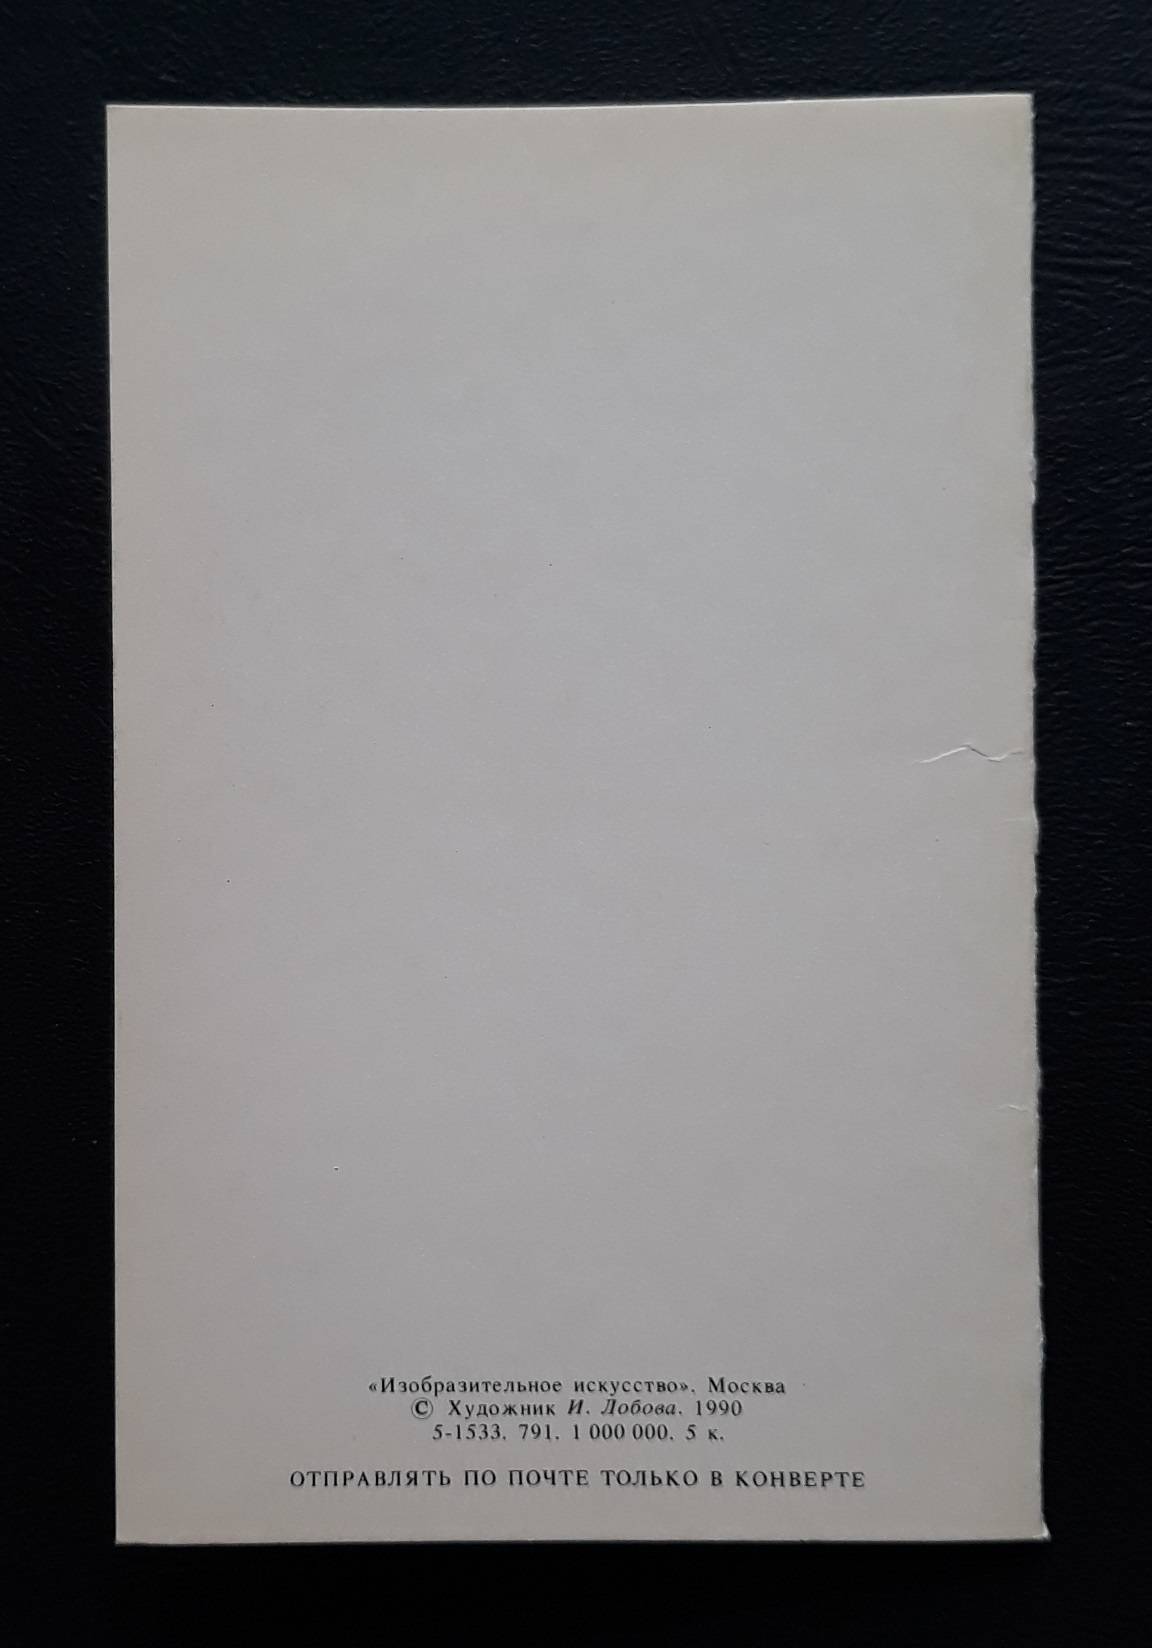 «Изобразительное искусство». Москва
© Художник И. Лобова. 1990
5-1533. 791. 1 000 000. 5 к.
ОТПРАВЛЯТЬ ПО ПОЧТЕ ТОЛЬКО В КОНВЕРТЕ